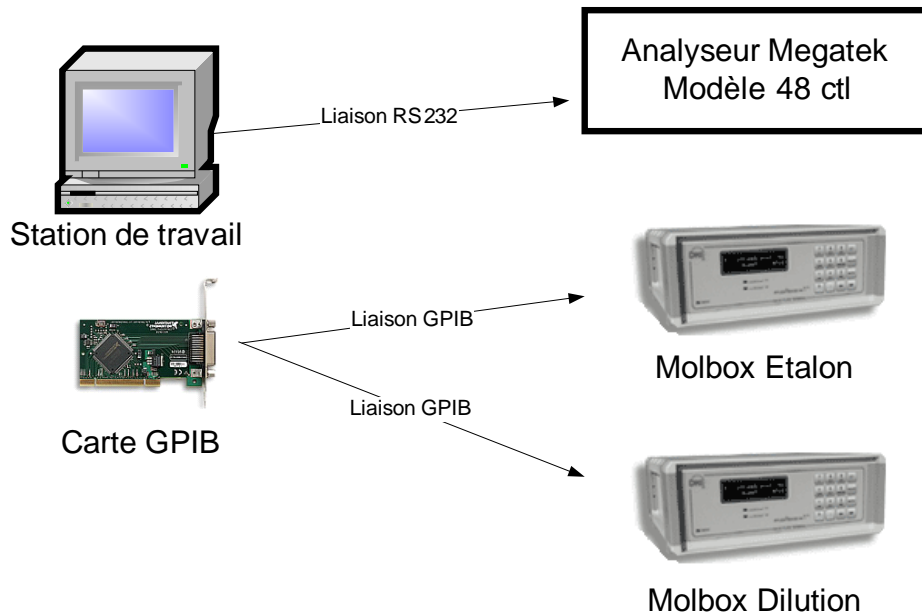 Analyseur Megatek
Modèle 48 ctl
Liaison RS232
Station de travail
Liaison GPIB
Molbox Etalon
Liaison GPIB
Carte GPIB
Molbox Dilution